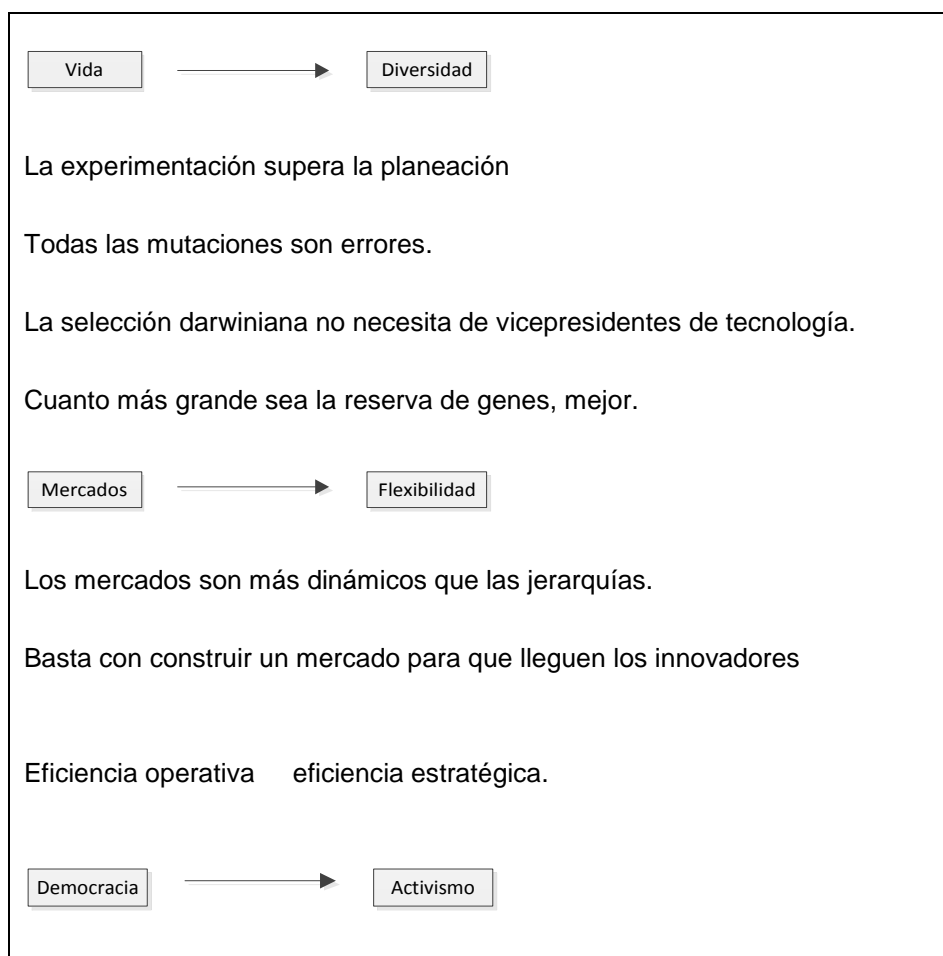 Vida Diversidad
La experimentación supera la planeación
Todas las mutaciones son errores.
La selección darwiniana no necesita de vicepresidentes de tecnología.
Cuanto más grande sea la reserva de genes, mejor.
Mercados Flexibilidad
Los mercados son más dinámicos que las jerarquías.
Basta con construir un mercado para que lleguen los innovadores
Eficiencia operativa eficiencia estratégica.
Democracia Activismo